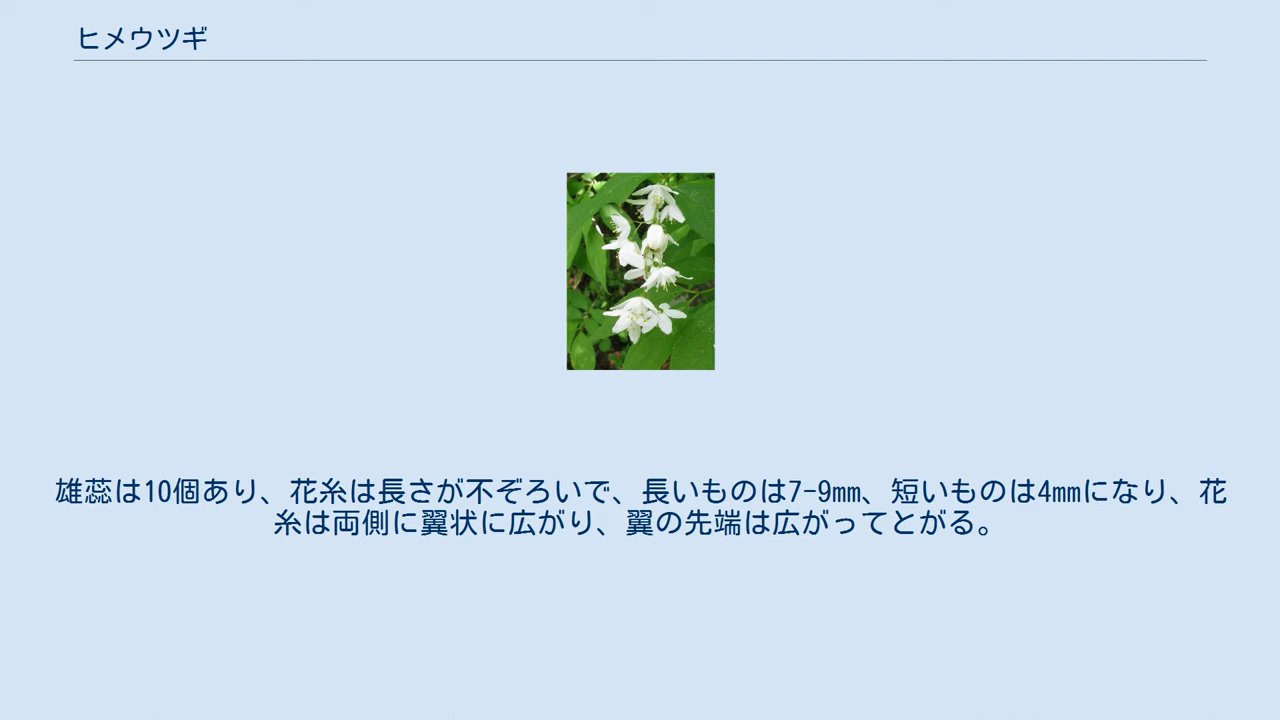 ヒメウツギ
雄蕊は10個あり、花糸は長さが不ぞろいで、長いものは7-9mm、短いものは4mmになり、花
糸は両側に翼状に広がり、翼の先端は広がってとがる。